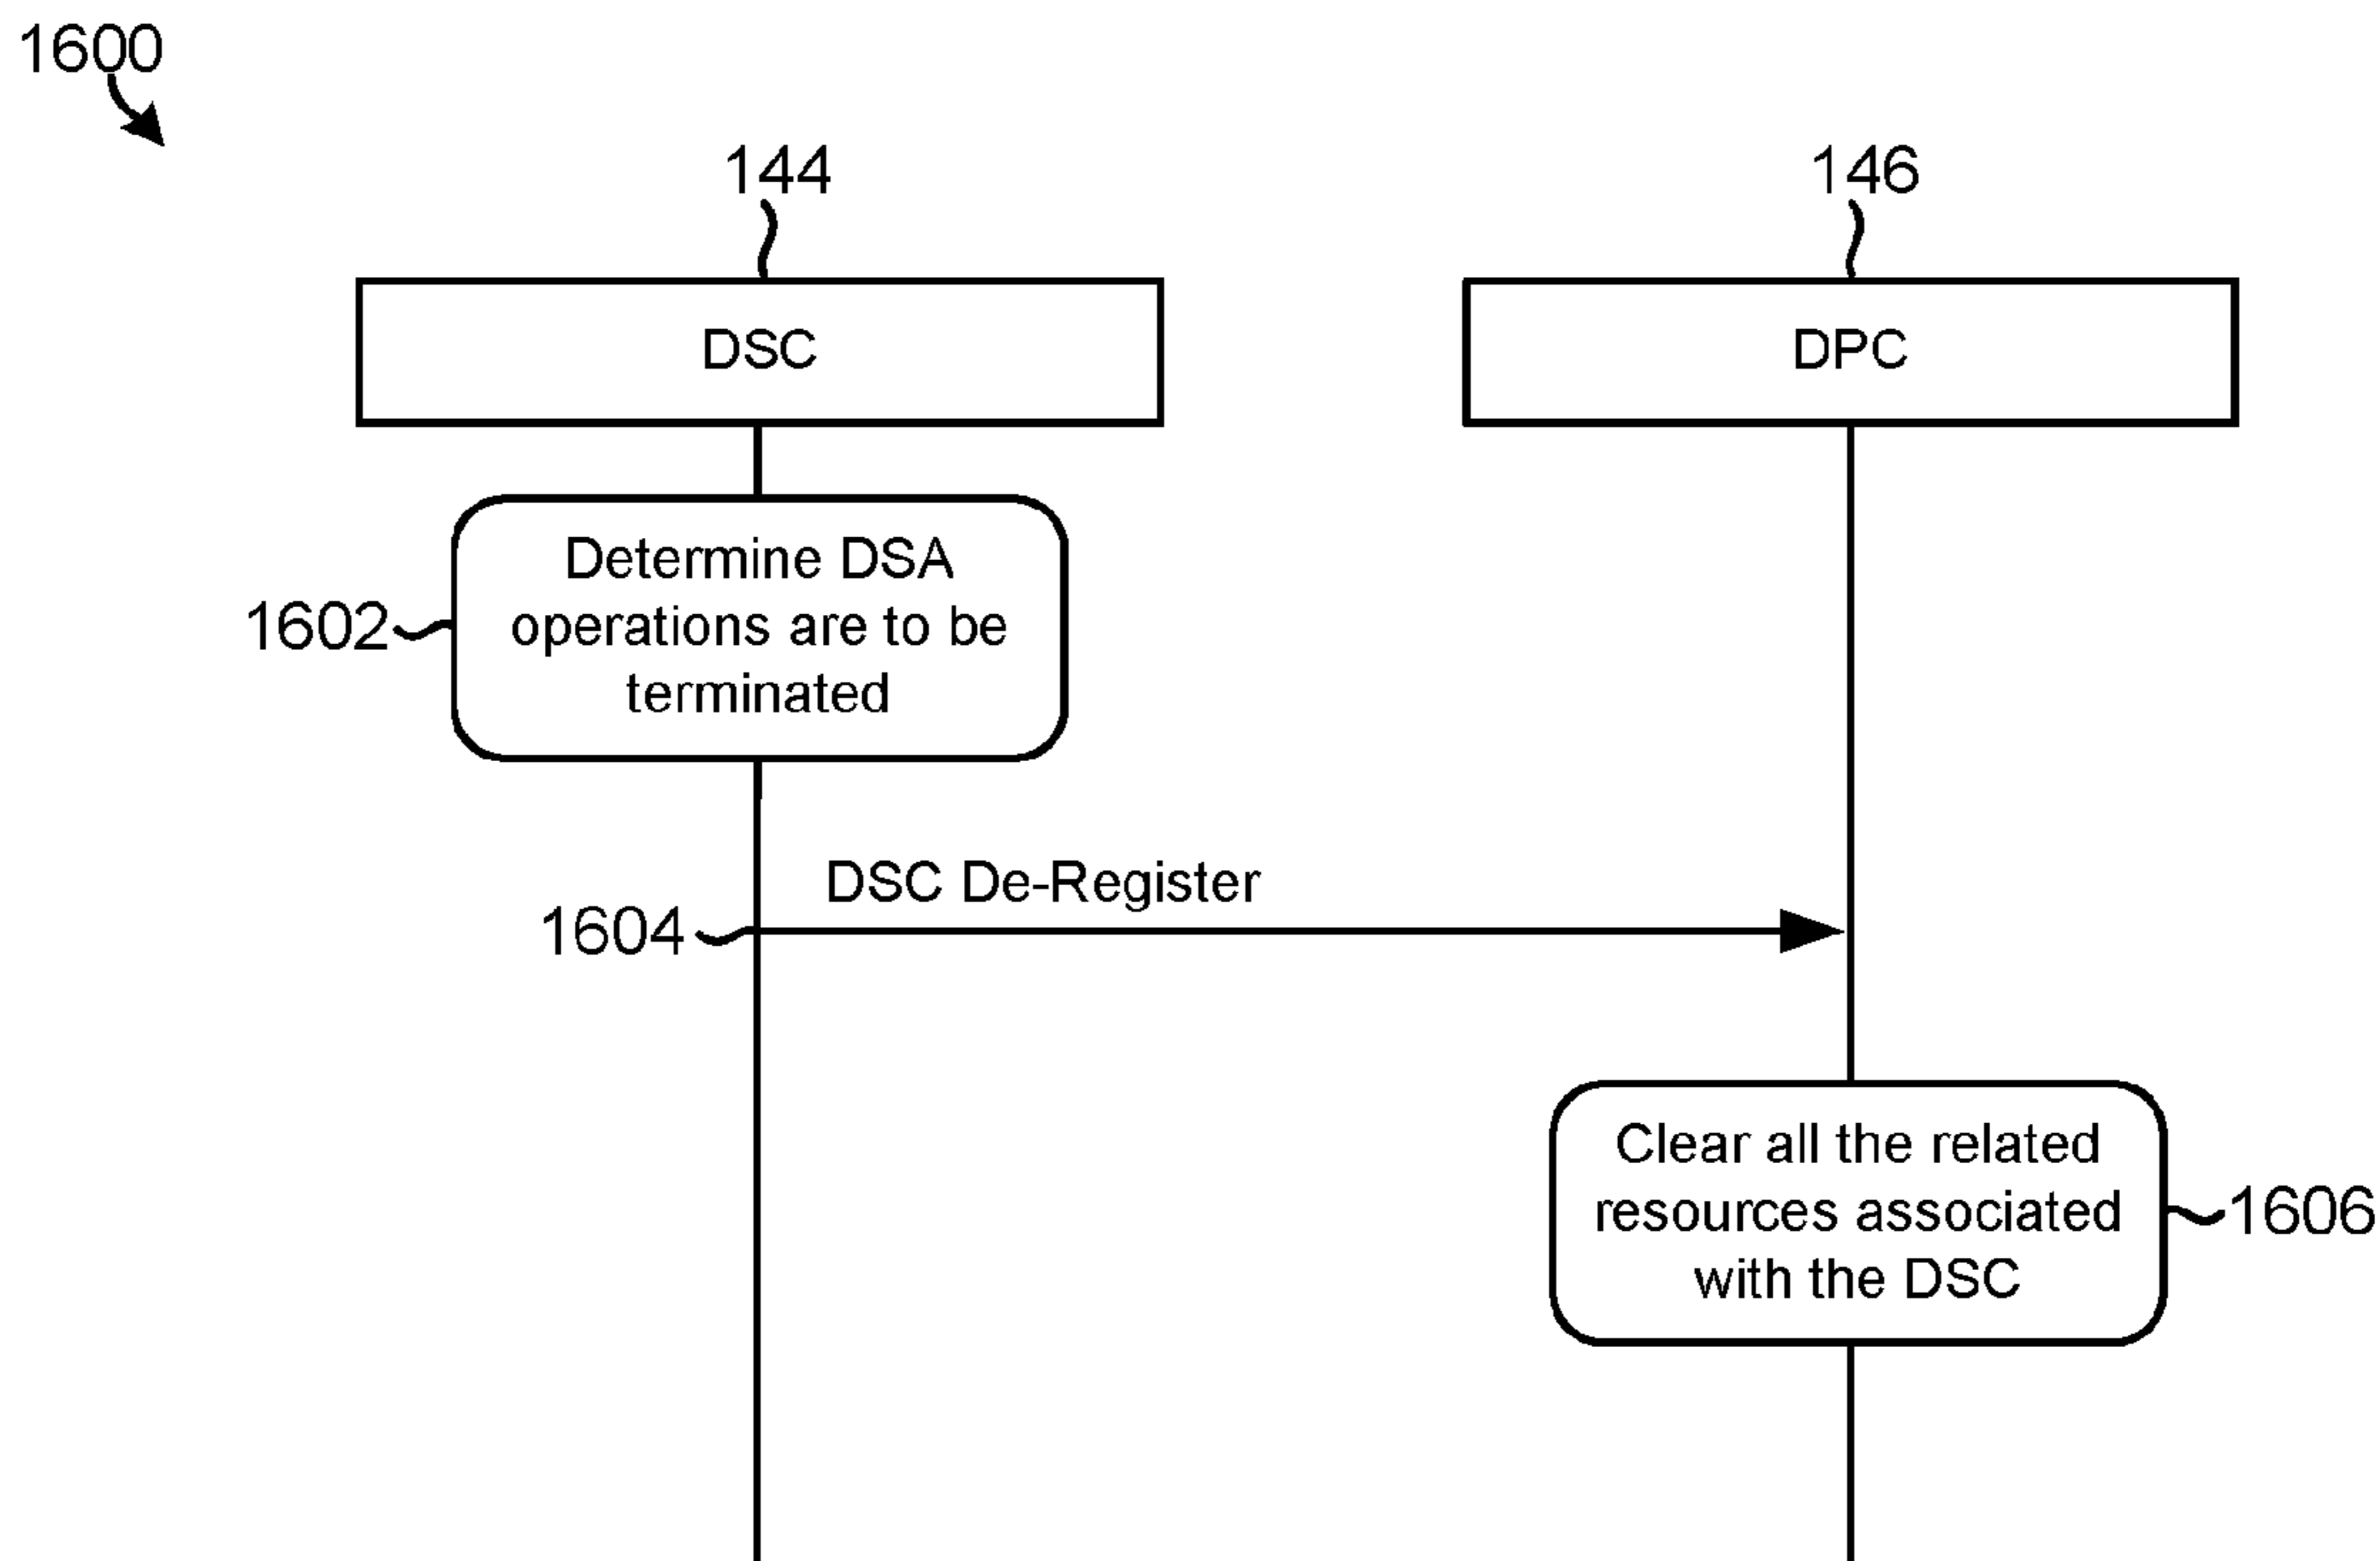 1600
144
146
DSC
DPC
Determine DSA
operations are to be
terminated
1602
DSC De-Register
1604
Clear all the related
resources associated
with the DSC
1606